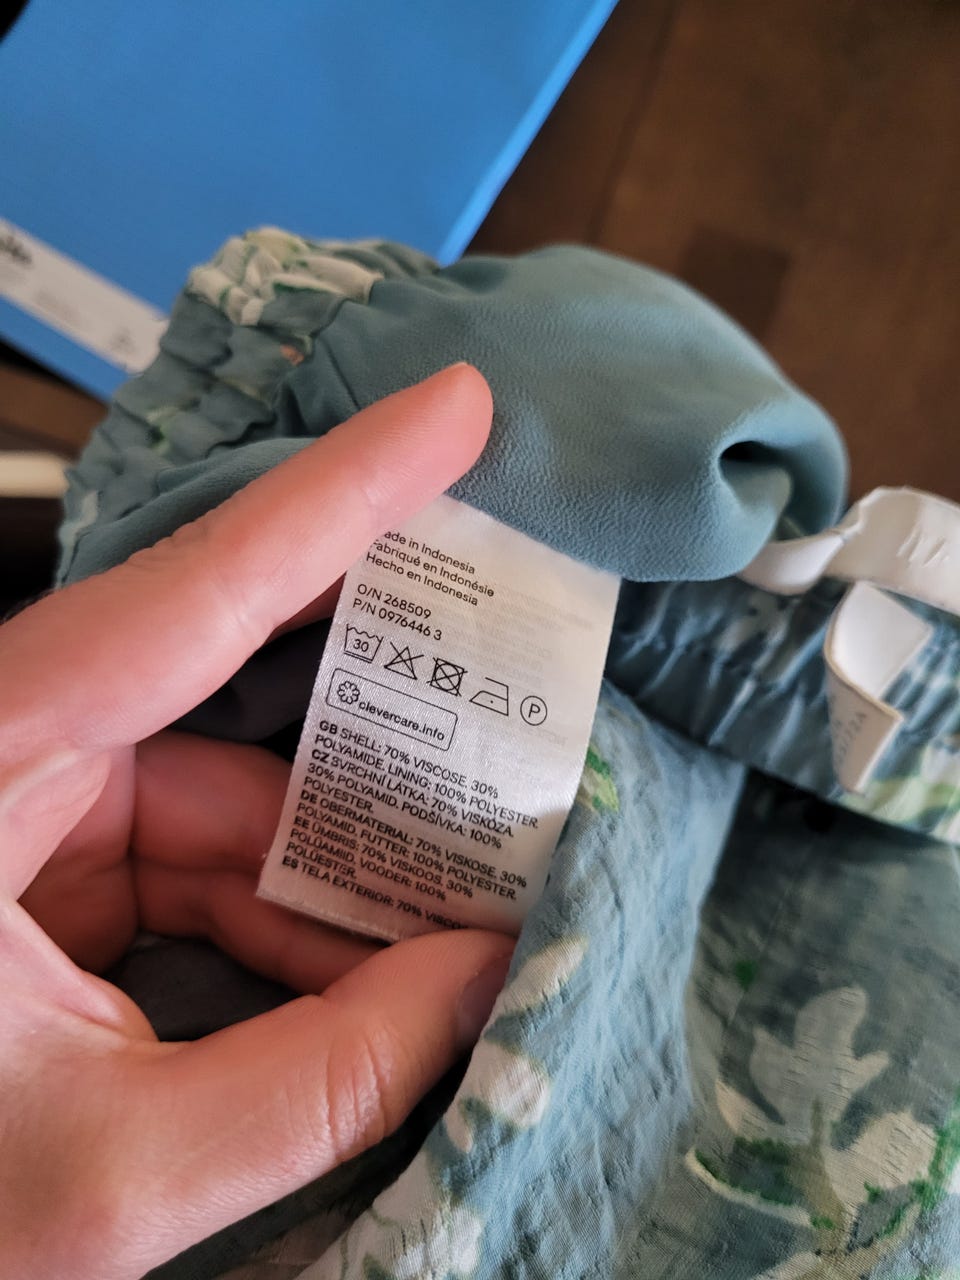 ade in Indonesia
Fabriqué en Indonésie
Hecho en Indonesia
O/N 268509
P/N 0976446 3
30
P
clevercare.info
GB SHELL: 70% VISCOSE, 30%
POLYAMIDE. LINING: 100% POLYESTER.
CZ SVRCHNÍ LÁTKA: 70% VISKÓZA.
30% POLYAMID. PODŠÍVKA: 100%
POLYESTER.
DE OBERMATERIAL: 70% VISKOSE, 30%
POLYAMID. FUTTER: 100% POLYESTER.
EE ÜMBRIS: 70% VISKOOS, 30%
POLÜAMIID. VOODER: 100%
POLÜESTER.
ES TELA EXTERIOR: 70% VISCO